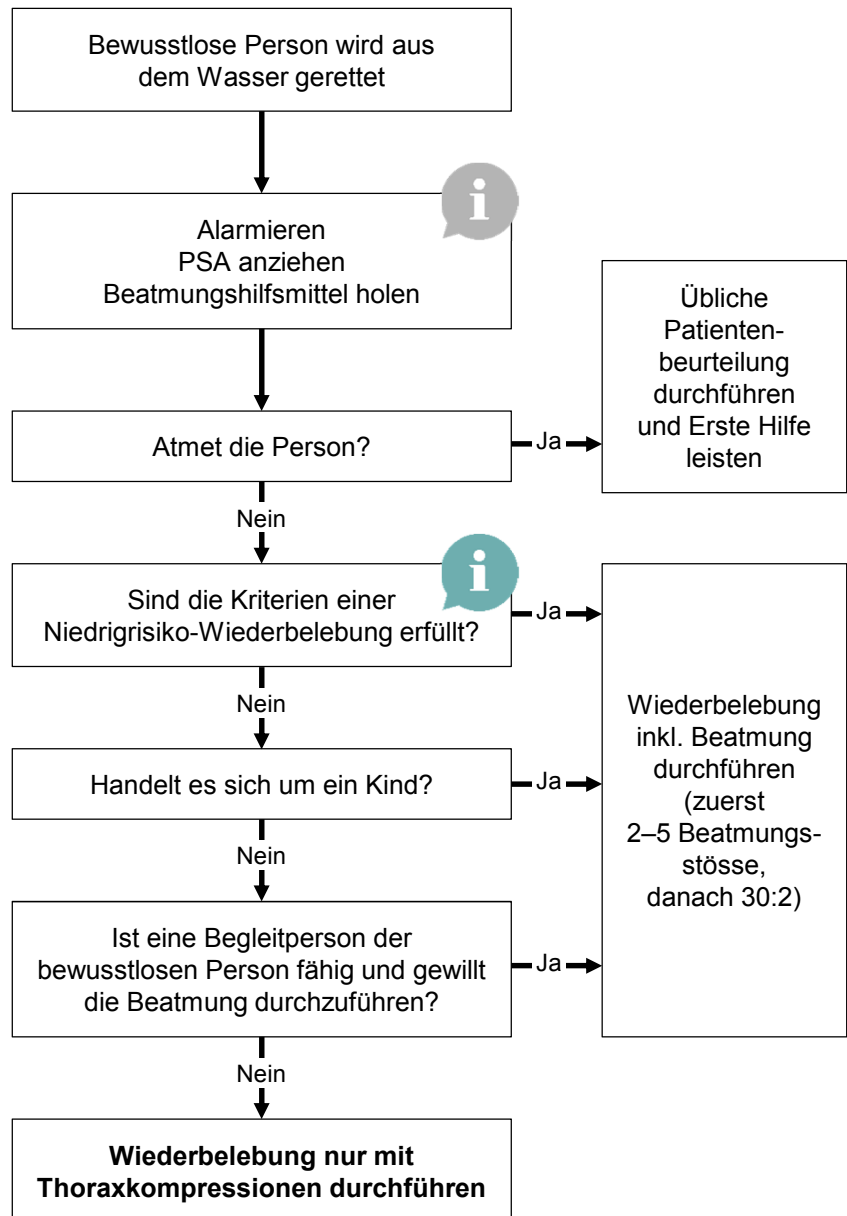 Bewusstlose Person wird aus
dem Wasser gerettet
i
Alarmieren
PSA anziehen
Beatmungshilfsmittel holen
Atmet die Person?
Ja
Übliche
Patienten-
beurteilung
durchführen
und Erste Hilfe
leisten
Nein
i
Sind die Kriterien einer
Niedrigrisiko-Wiederbelebung erfüllt?
Ja
Nein
Handelt es sich um ein Kind?
Ja
Wiederbelebung
inkl. Beatmung
durchführen
(zuerst
2–5 Beatmungs-
stösse,
danach 30:2)
Nein
Ist eine Begleitperson der
bewusstlosen Person fähig und gewillt
die Beatmung durchzuführen?
Ja
Nein
Wiederbelebung nur mit
Thoraxkompressionen durchführen